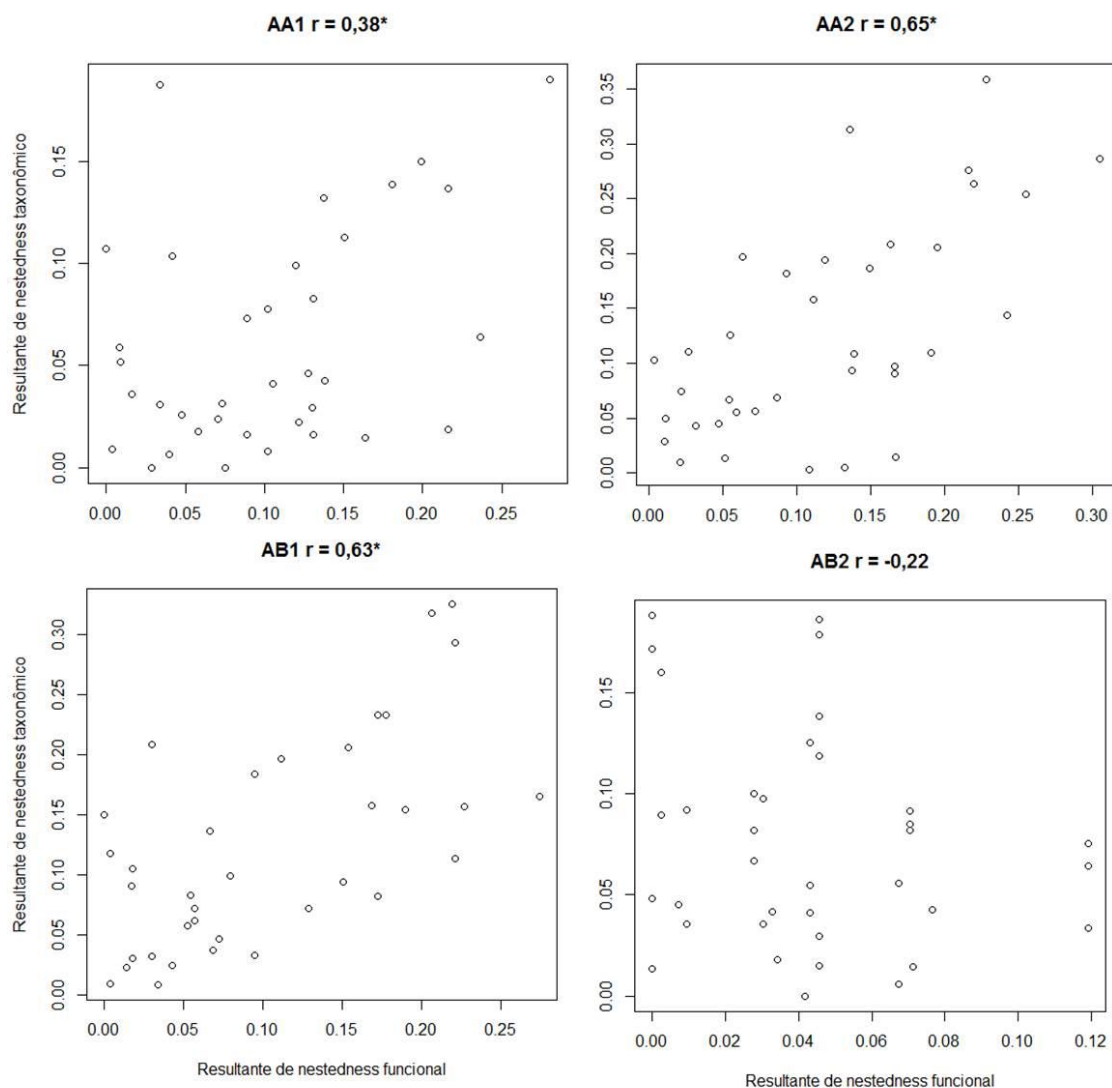 AA1 r = 0,38*
AA2 r = 0,65*
Resultante de nestedness taxonômico
0.00 0.05 0.10 0.15
0.00 0.05 0.10 0.15 0.20 0.25
0.00 0.05 0.10 0.15 0.20 0.25 0.30 0.35
0.00 0.05 0.10 0.15 0.20 0.25 0.30
AB1 r = 0,63*
AB2 r = -0,22
Resultante de nestedness taxonômico
0.00 0.05 0.10 0.15 0.20 0.25 0.30
0.00 0.05 0.10 0.15 0.20 0.25
Resultante de nestedness funcional
0.00 0.05 0.10 0.15
0.00 0.02 0.04 0.06 0.08 0.10 0.12
Resultante de nestedness funcional